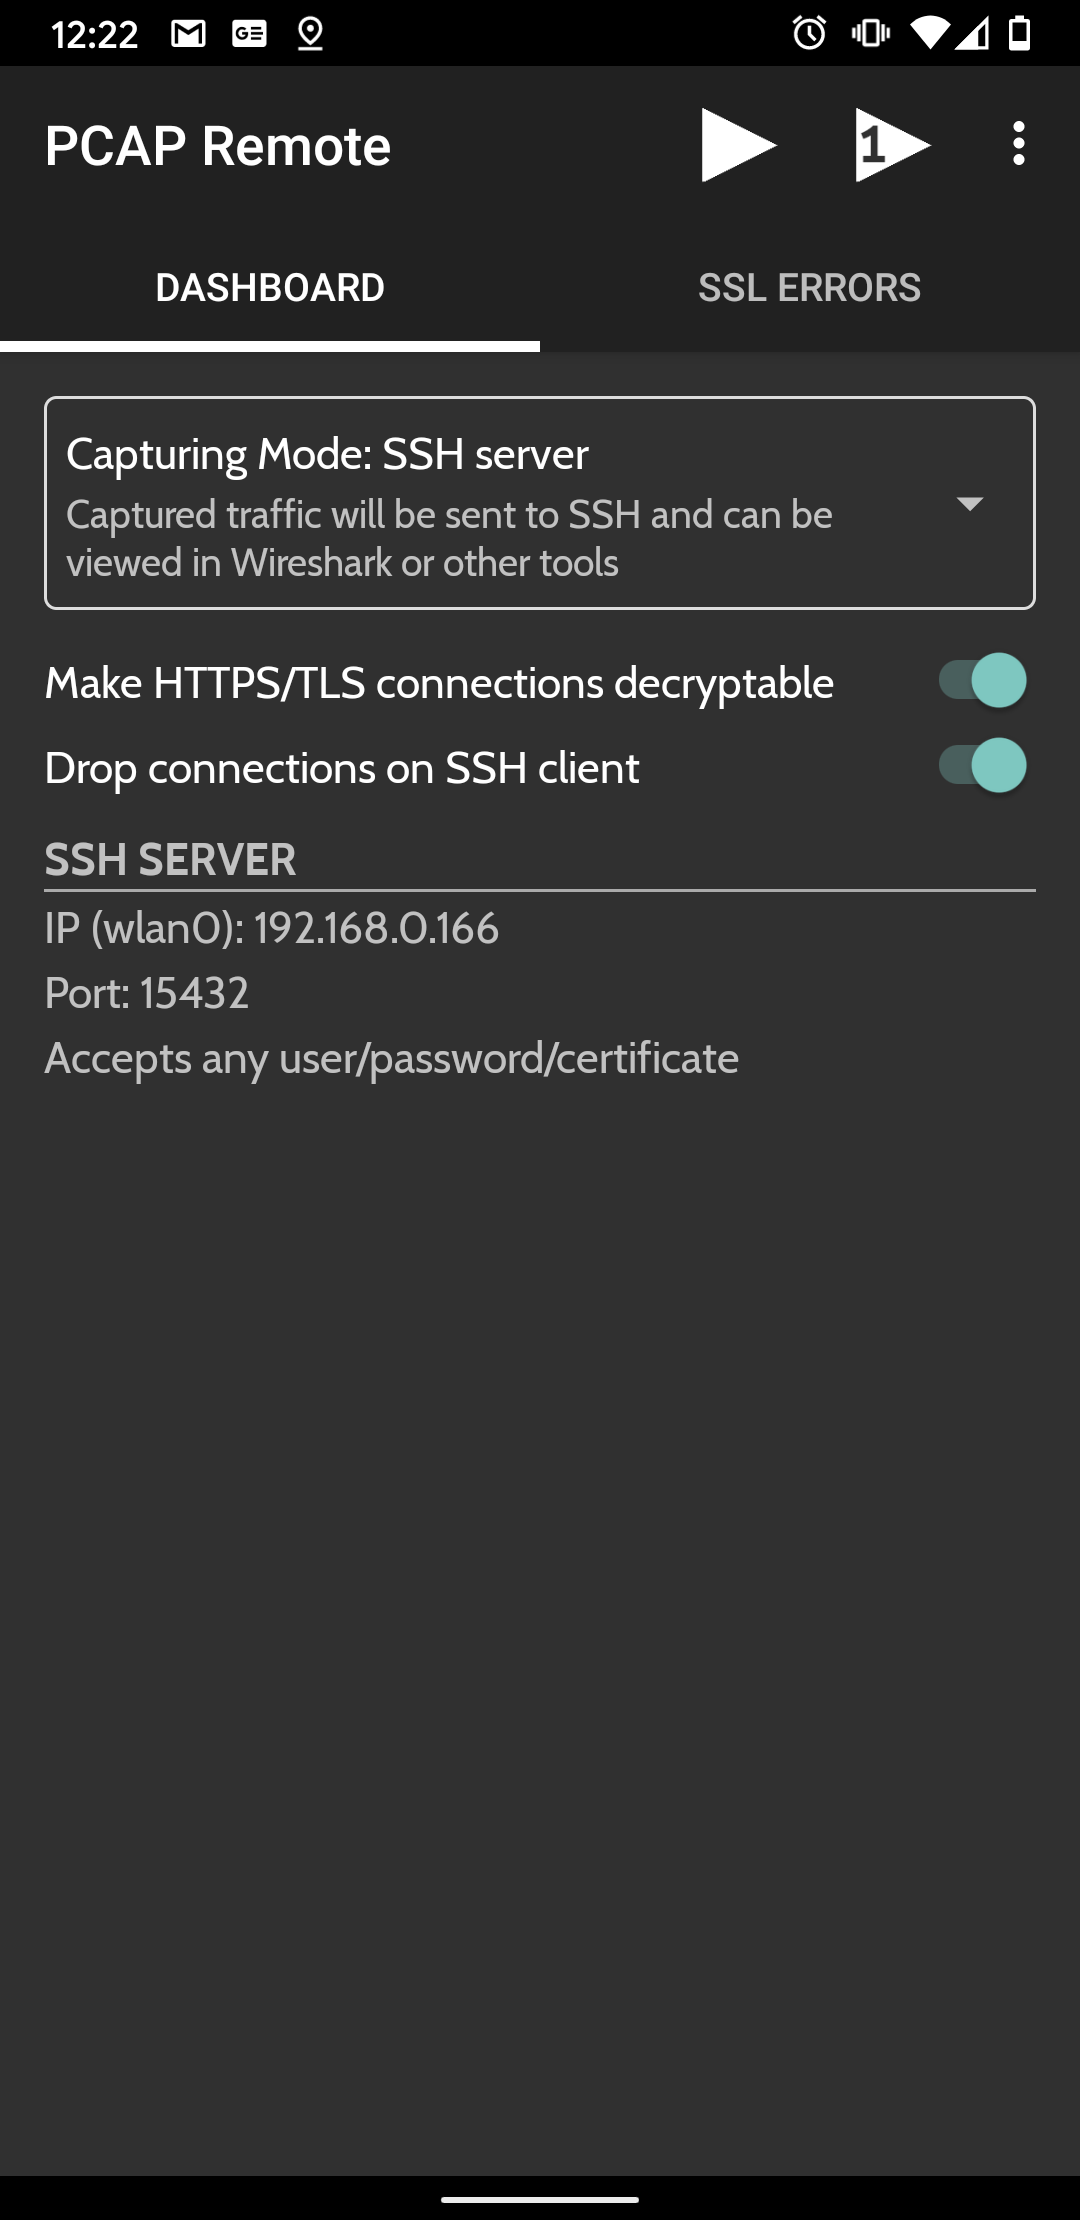 12:22
PCAP Remote
1
DASHBOARD
SSL ERRORS
Capturing Mode: SSH server
Captured traffic will be sent to SSH and can be
viewed in Wireshark or other tools
Make HTTPS/TLS connections decryptable
Drop connections on SSH client
SSH SERVER
IP (wlan0): 192.168.0.166
Port: 15432
Accepts any user/password/certificate